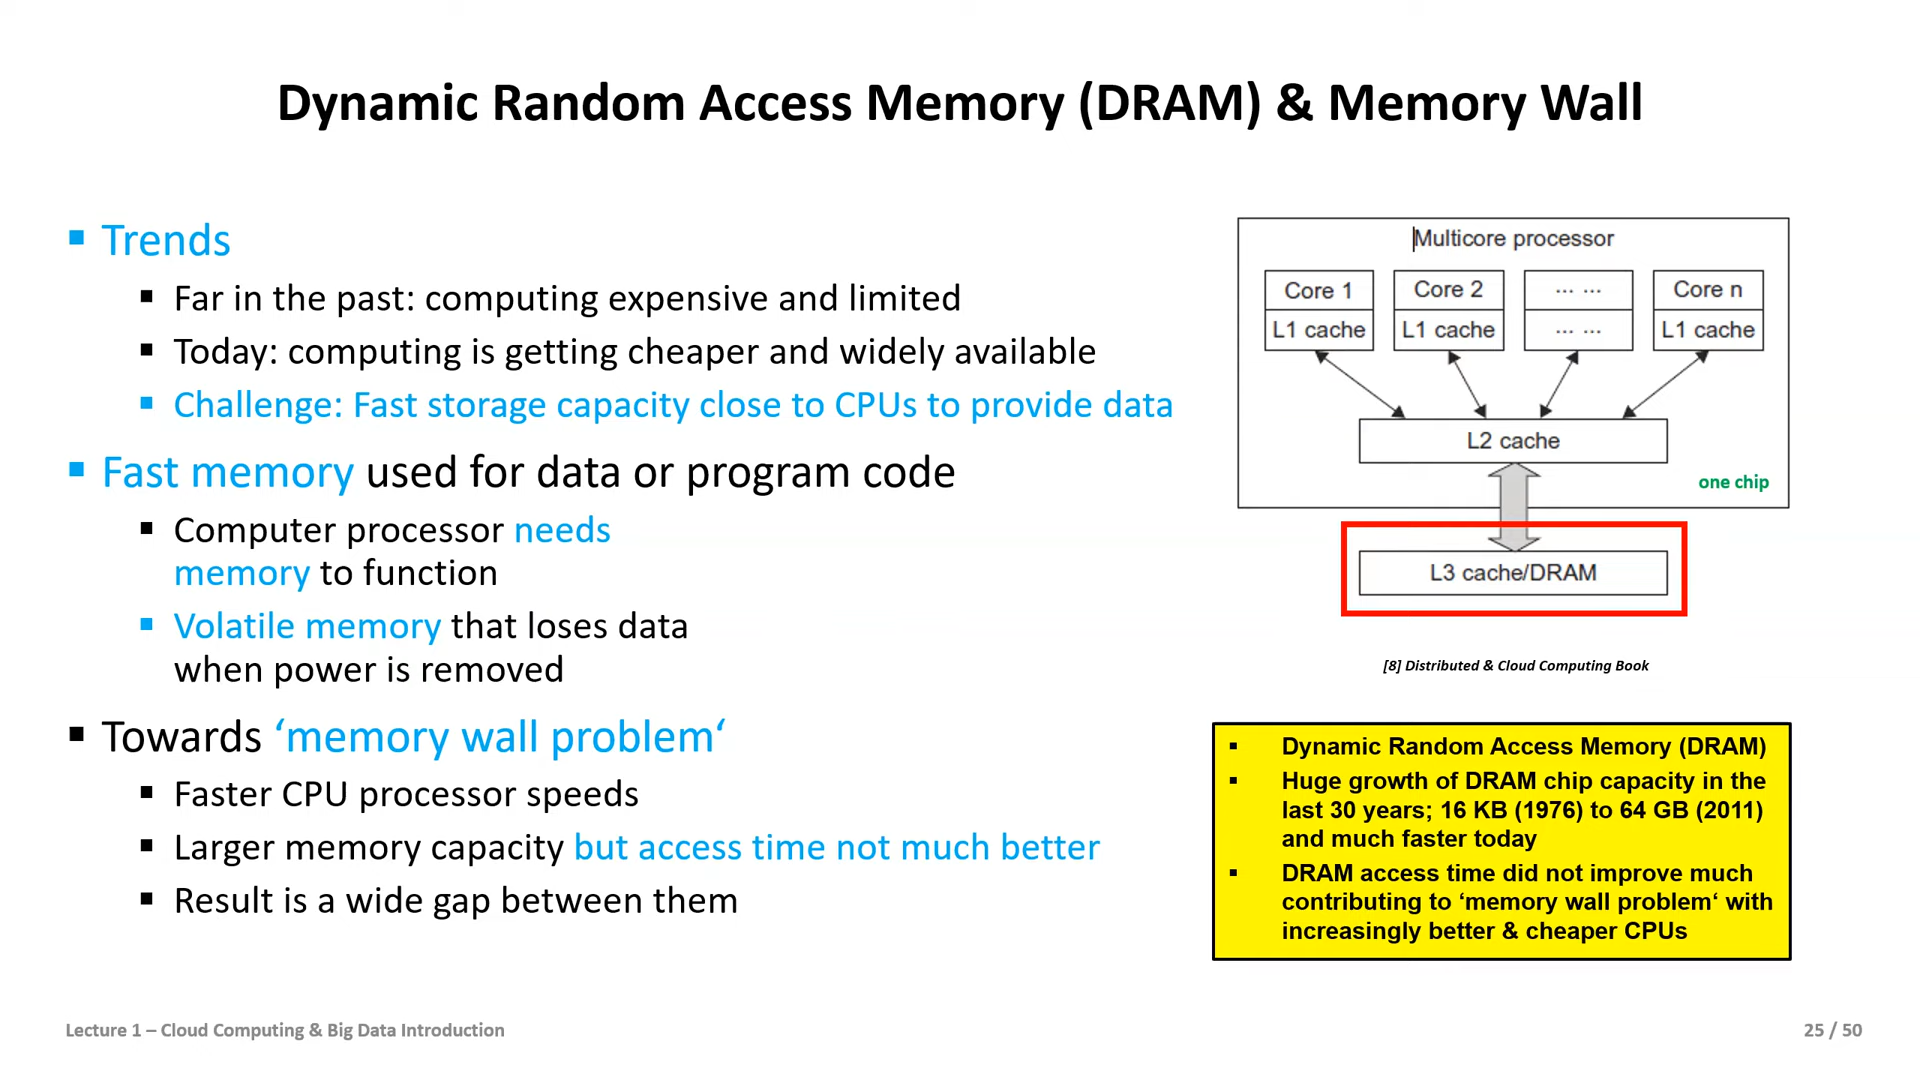 Dynamic Random Access Memory (DRAM) & Memory Wall
Trends
Far in the past: computing expensive and limited
Today: computing is getting cheaper and widely available
Challenge: Fast storage capacity close to CPUs to provide data
Fast memory used for data or program code
Computer processor needs
memory to function
Volatile memory that loses data
when power is removed
Towards ‘memory wall problem‘
Faster CPU processor speeds
Larger memory capacity but access time not much better
Result is a wide gap between them
Multicore processor
Core 1 Core 2 ... ... Core n
L1 cache L1 cache ... ... L1 cache
L2 cache
one chip
L3 cache/DRAM
[8] Distributed & Cloud Computing Book
Dynamic Random Access Memory (DRAM)
Huge growth of DRAM chip capacity in the
last 30 years; 16 KB (1976) to 64 GB (2011)
and much faster today
DRAM access time did not improve much
contributing to ‘memory wall problem‘ with
increasingly better & cheaper CPUs
Lecture 1 – Cloud Computing & Big Data Introduction
25 / 50